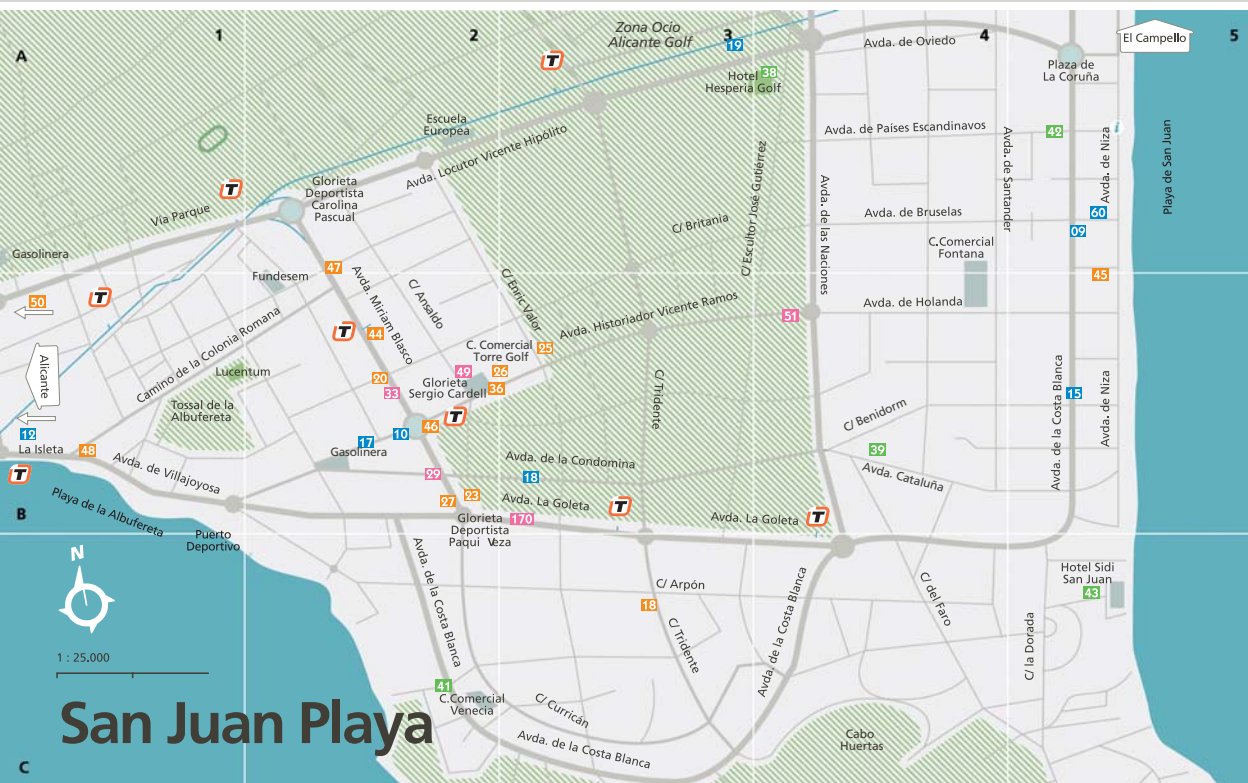 1
2
3
4
5
A
B
C
Zona Ocio
Alicante Golf
19
El Campello
Avda. de Oviedo
Plaza de
La Coruña
Hotel
38
Hesperia Golf
Escuela
Europea
Avda. Locutor Vicente Hipólito
Avda. de Paises Escandinavos
42
i
Avda. de Niza
Avda. de Santander
Playa de San Juan
T
T
Glorieta
Deportista
Carolina
Pascual
Vía Parque
C/ Escultor José Gutiérrez
Avda. de las Naciones
C/ Britania
Avda. de Bruselas
60
09
Gasolinera
C.Comercial
Fontana
Fundesem
47
45
50
T
Avda. Miriam Blasco
C/ Ansaldo
C/ Enric Valor
Avda. Historiador Vicente Ramos
Avda. de Holanda
51
Camino de la Colonia Romana
T
44
C. Comercial
Torre Golf
25
Alicante
Lucentum
20
33
49
26
36
Glorieta
Sergio Cardell
C/ Tridente
Avda. de la Costa Blanca
15
Avda. de Niza
Tossal de la
Albufereta
T
C/ Benidorm
12
17
10
46
La Isleta
48
Gasolinera
39
Avda. de Villajoyosa
Avda. de la Condomina
T
29
18
Avda. Cataluña
Playa de la Albufereta
27
23
Avda. La Goleta
T
170
Avda. La Goleta
T
Glorieta
Deportista
Paqui Veza
Puerto
Deportivo
N
Avda. de la Costa Blanca
C/ Arpón
Hotel Sidi
San Juan
43
18
C/ Tridente
Avda. de la Costa Blanca
C/ del Faro
C/ la Dorada
1 : 25.000
41
C.Comercial
Venecia
C/ Curricán
San Juan Playa
Avda. de la Costa Blanca
Cabo
Huertas